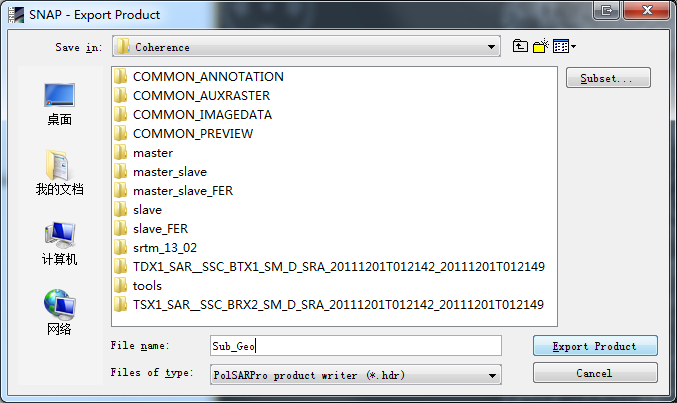 SNAP - Export Product
Save in: Coherence
Subset...
桌面
我的文档
计算机
网络
COMMON_ANNOTATION
COMMON_AUXRASTER
COMMON_IMAGEDATA
COMMON_PREVIEW
master
master_slave
master_slave_FER
slave
slave_FER
srtm_13_02
TDX1_SAR__SSC_BTX1_SM_D_SRA_20111201T012142_20111201T012149
tools
TSX1_SAR__SSC_BRX2_SM_D_SRA_20111201T012142_20111201T012149
File name: Sub_Geo
Export Product
Files of type: PolSARPro product writer (*.hdr)
Cancel